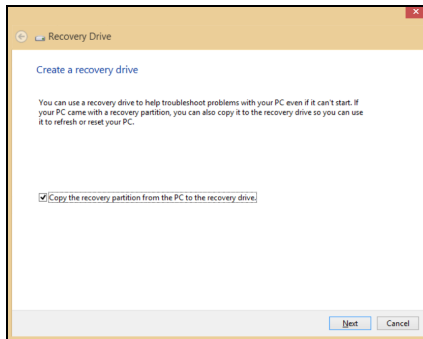 Recovery Drive
Create a recovery drive
You can use a recovery drive to help troubleshoot problems with your PC even if it can't start. If
your PC came with a recovery partition, you can also copy it to the recovery drive so you can use
it to refresh or reset your PC.
Copy the recovery partition from the PC to the recovery drive.
Next Cancel